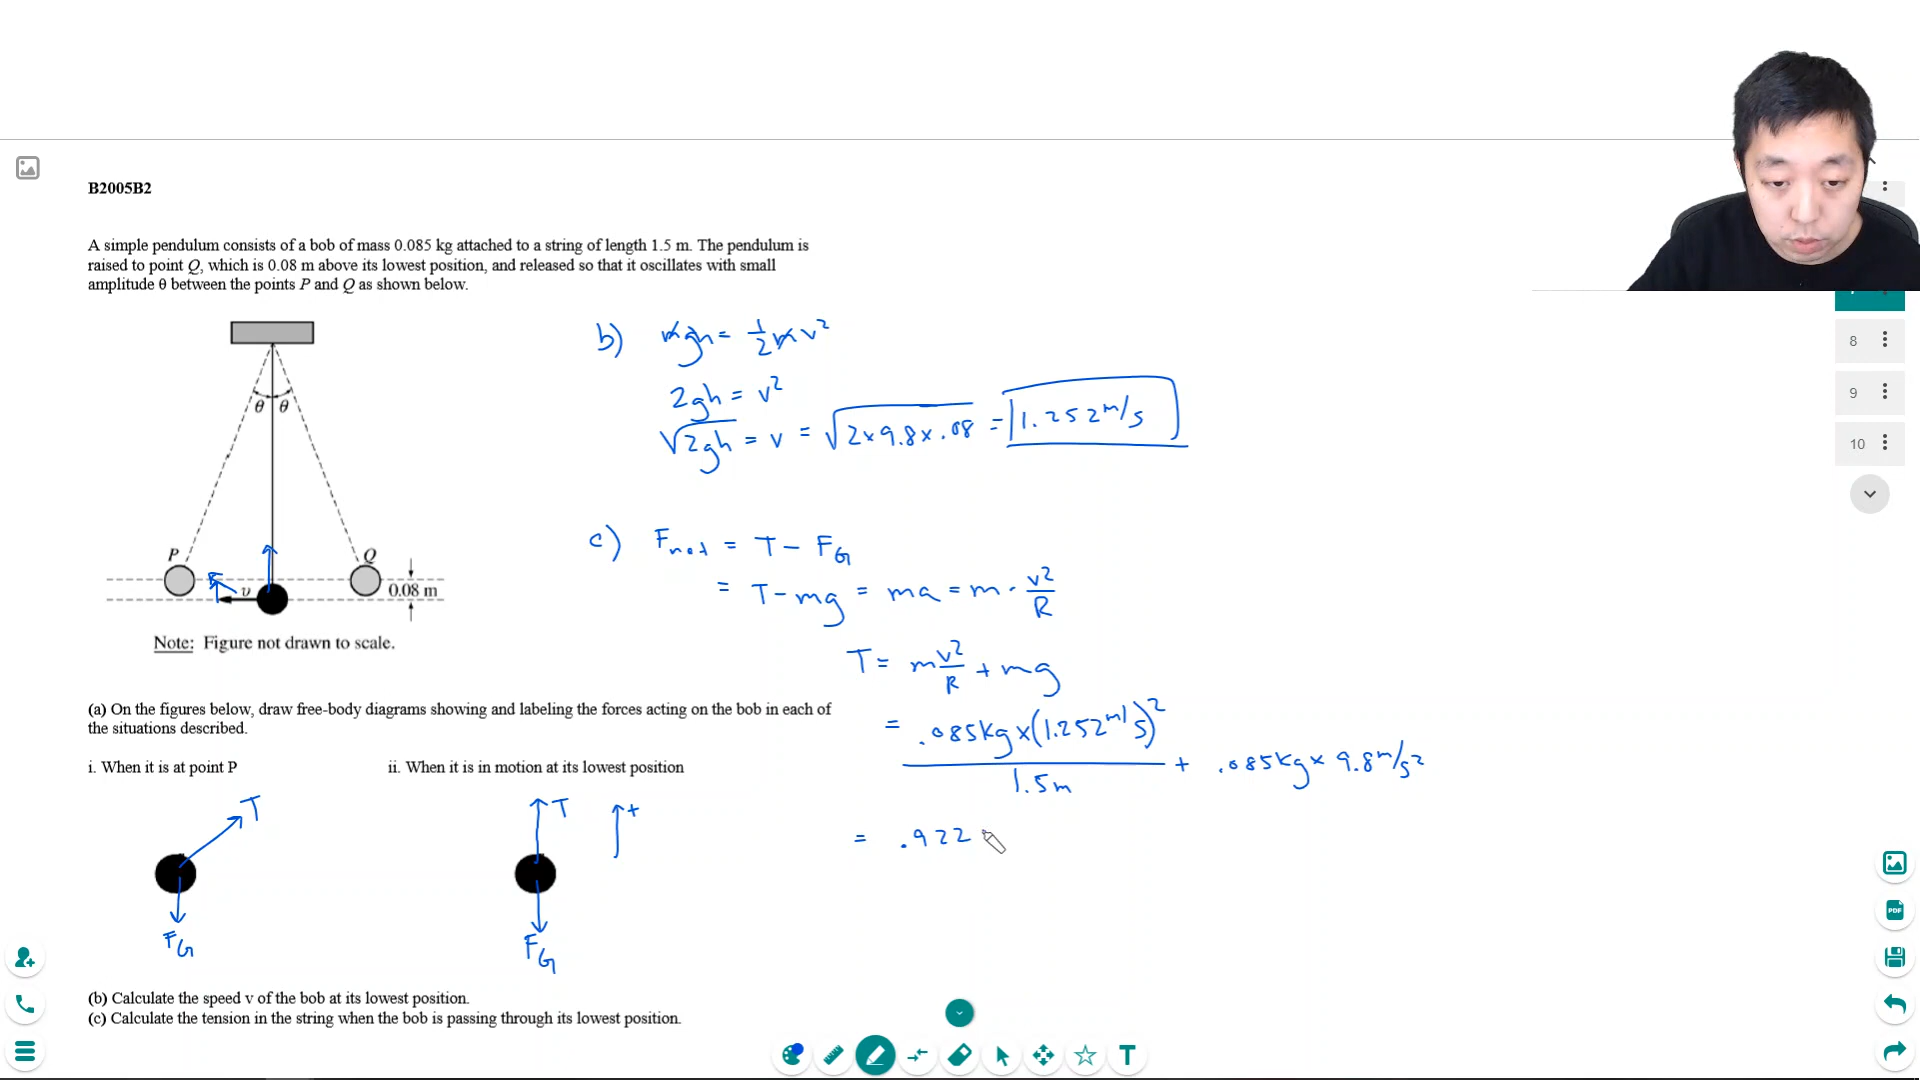 B2005B2
A simple pendulum consists of a bob of mass 0.085 kg attached to a string of length 1.5 m. The pendulum is
raised to point Q, which is 0.08 m above its lowest position, and released so that it oscillates with small
amplitude θ between the points P and Q as shown below.
θ θ
P
Q
v
0.08 m
Note: Figure not drawn to scale.
(a) On the figures below, draw free-body diagrams showing and labeling the forces acting on the bob in each of
the situations described.
i. When it is at point P
ii. When it is in motion at its lowest position
T
F_G
T
+
F_G
(b) Calculate the speed v of the bob at its lowest position.
(c) Calculate the tension in the string when the bob is passing through its lowest position.
b) mgh = 1/2 mv²
2gh = v²
√2gh = v = √2×9.8×.08 = 1.252 m/s
c) Fnet = T - F_G
= T - mg = ma = m · v²/R
T = m v²/R + mg
= .085kg×(1.252 m/s)² / 1.5m + .085kg× 9.8m/s²
= .922
8
9
10
PDF
T